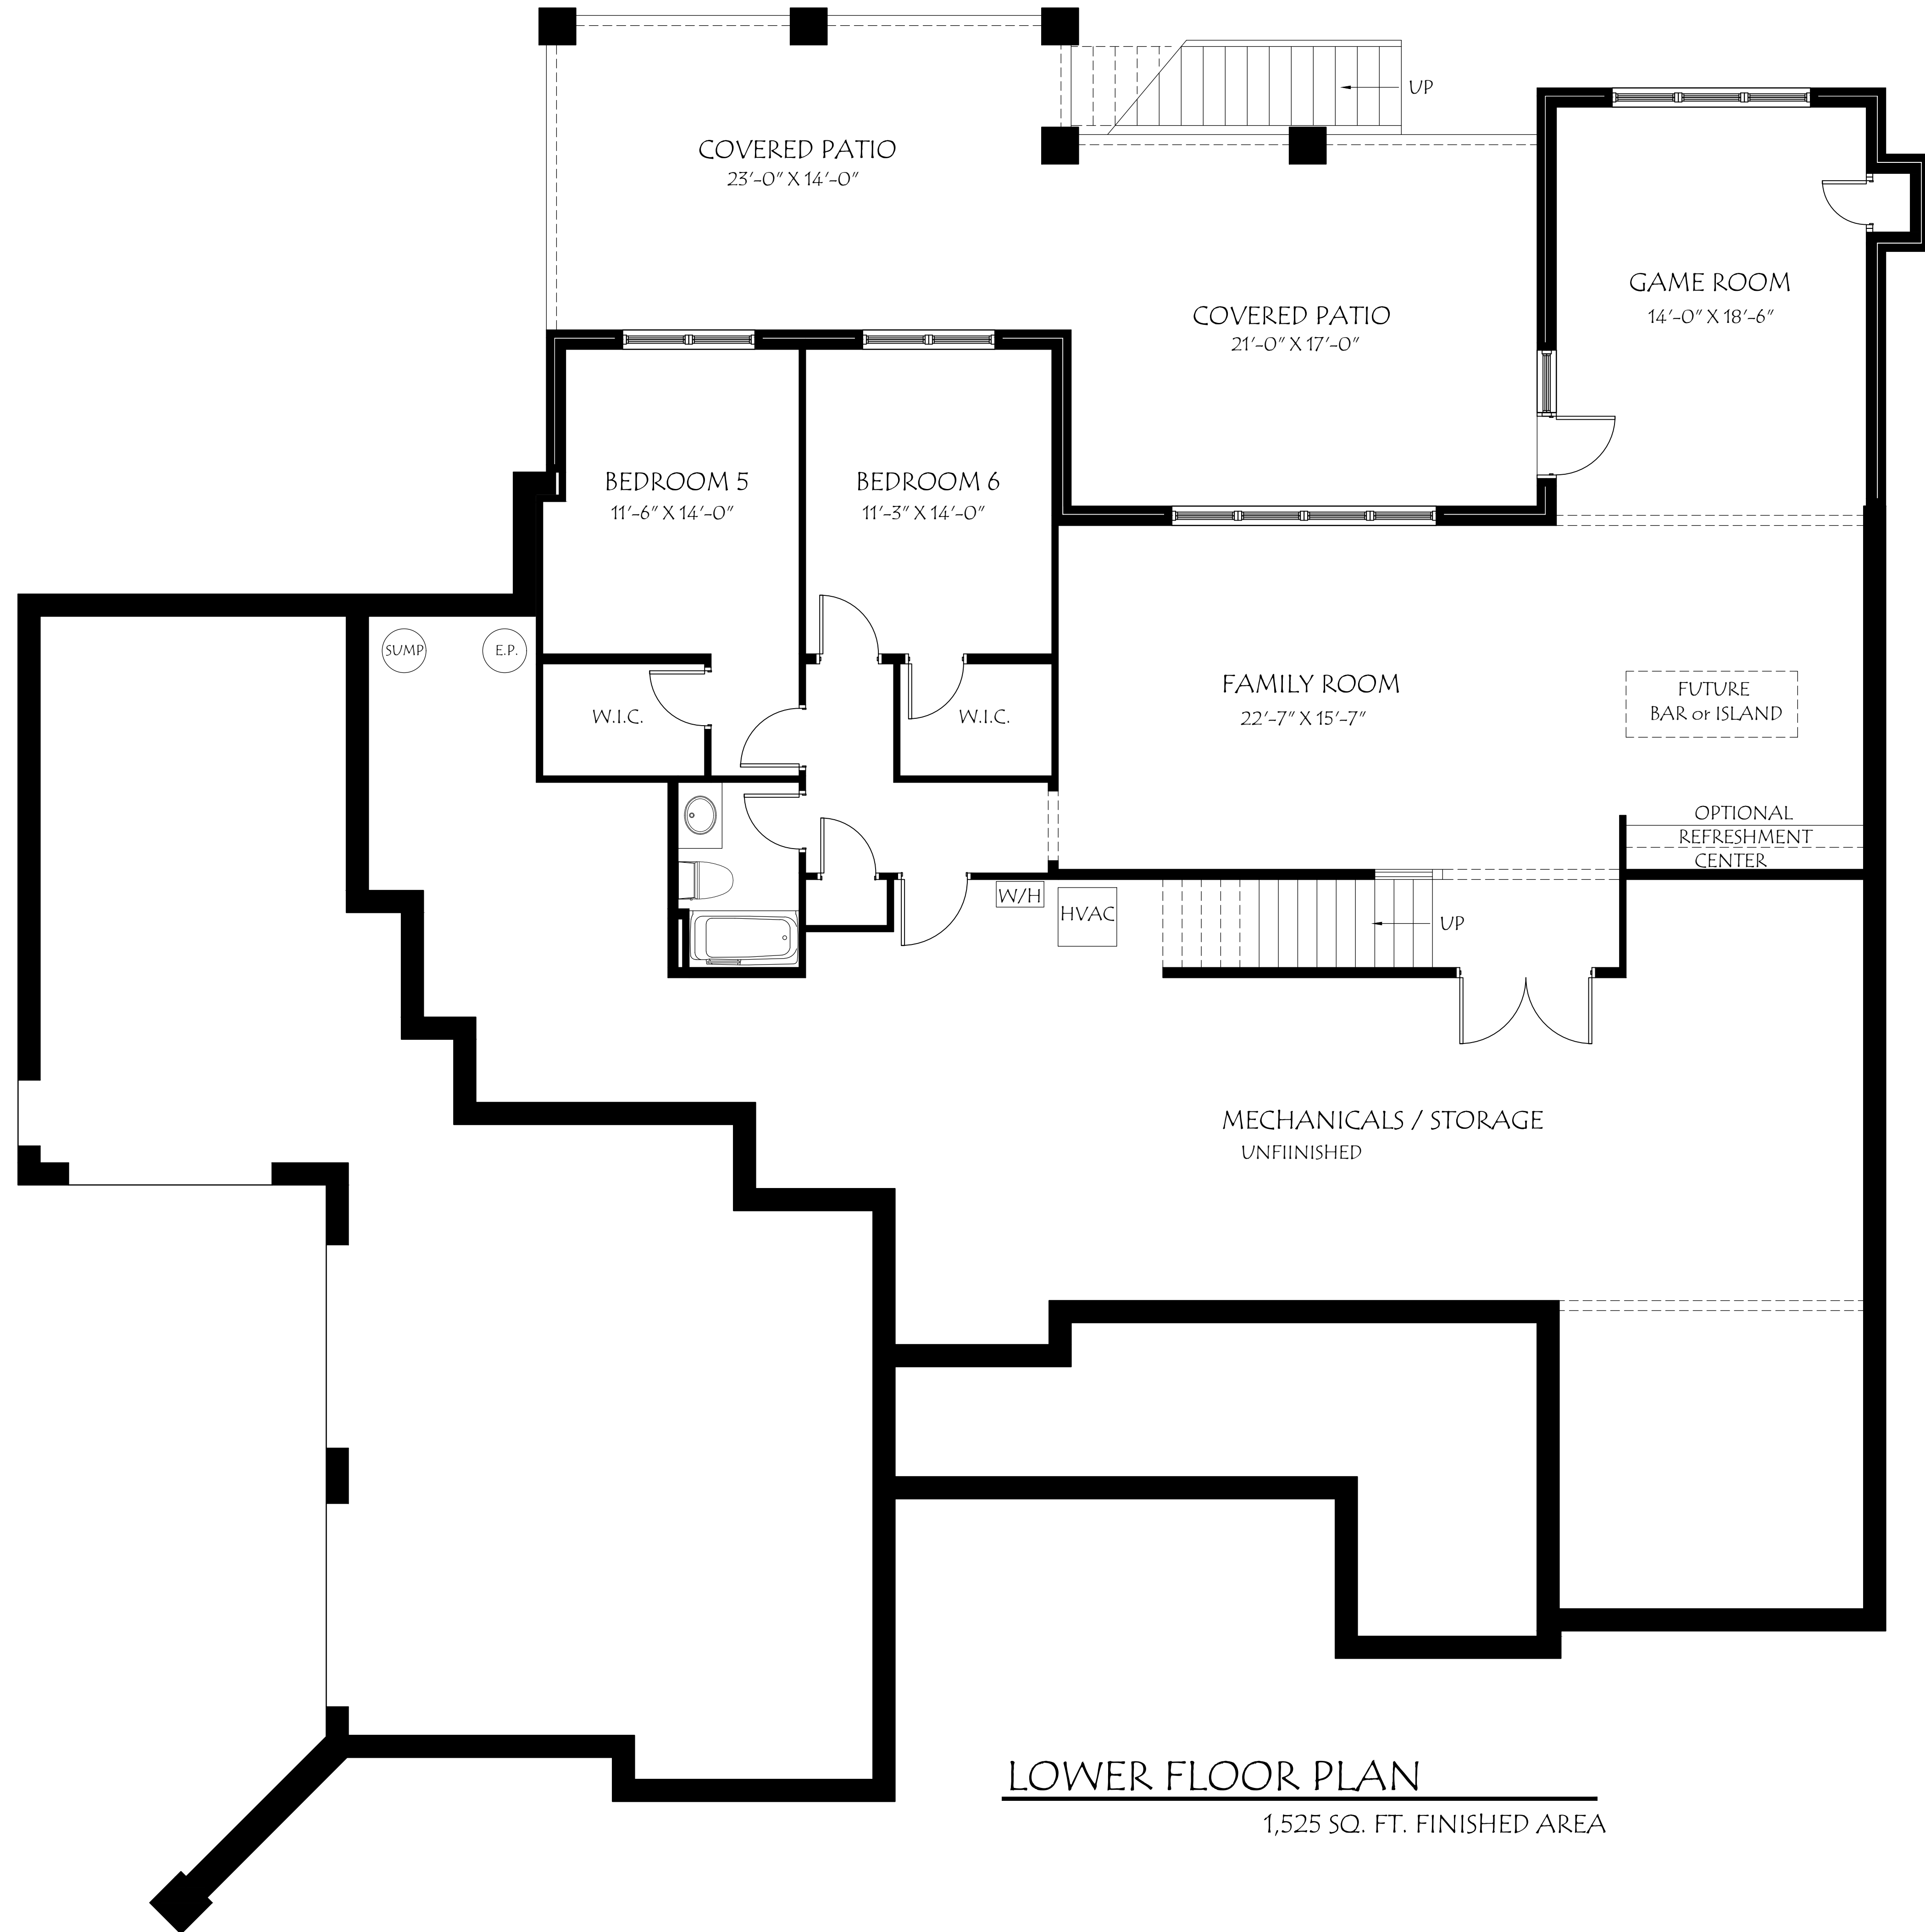 UP
COVERED PATIO
23'-0" X 14'-0"
GAME ROOM
14'-0" X 18'-6"
COVERED PATIO
21'-0" X 17'-0"
BEDROOM 5
11'-6" X 14'-0"
BEDROOM 6
11'-3" X 14'-0"
SUMP
E.P.
W.I.C.
W.I.C.
FAMILY ROOM
22'-7" X 15'-7"
FUTURE
BAR or ISLAND
OPTIONAL
REFRESHMENT
CENTER
W/H
HVAC
UP
MECHANICALS / STORAGE
UNFIINISHED
LOWER FLOOR PLAN
1,525 SQ. FT. FINISHED AREA